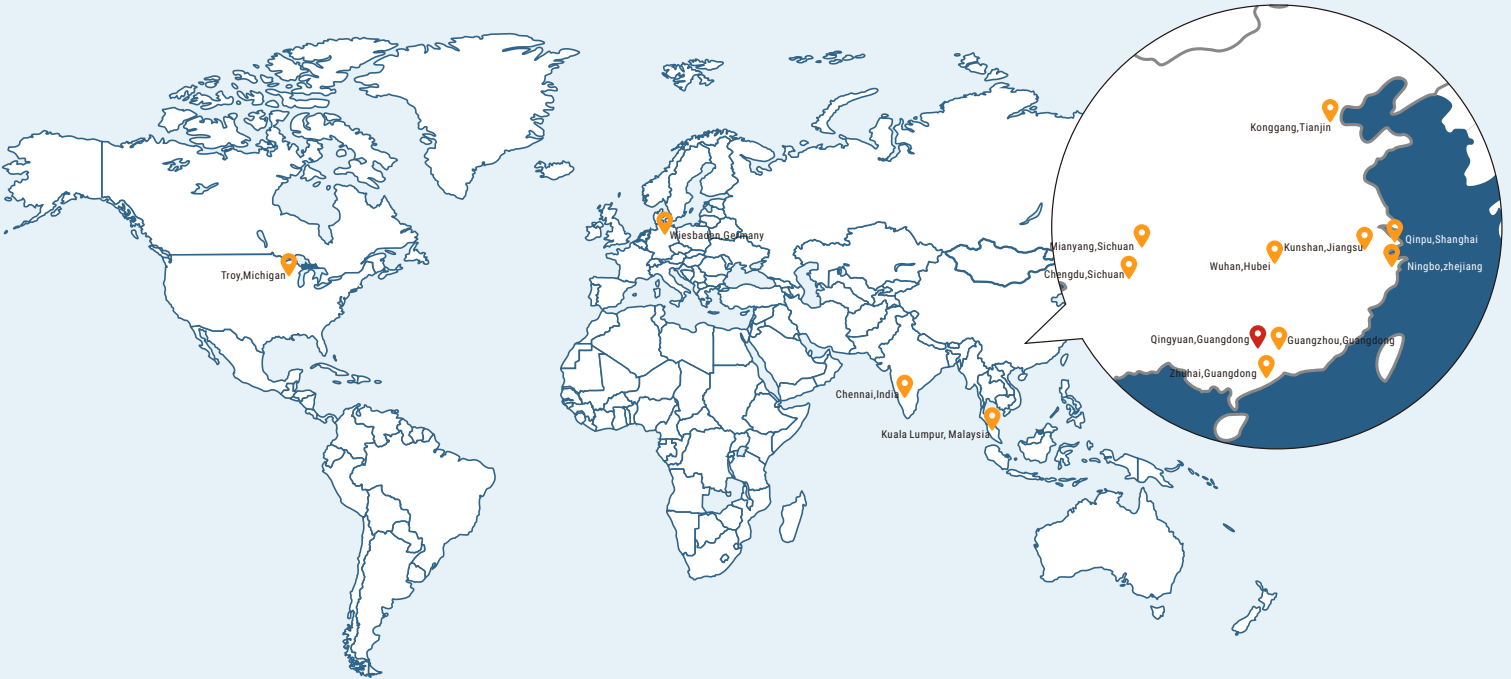 Konggang,Tianjin
Wiesbaden,Germany
Mianyang,Sichuan
Kunshan,Jiangsu
Qinpu,Shanghai
Troy,Michigan
Chengdu,Sichuan
Wuhan,Hubei
Ningbo,zhejiang
Qingyuan,Guangdong
Guangzhou,Guangdong
Zhuhai,Guangdong
Chennai,India
Kuala Lumpur, Malaysia